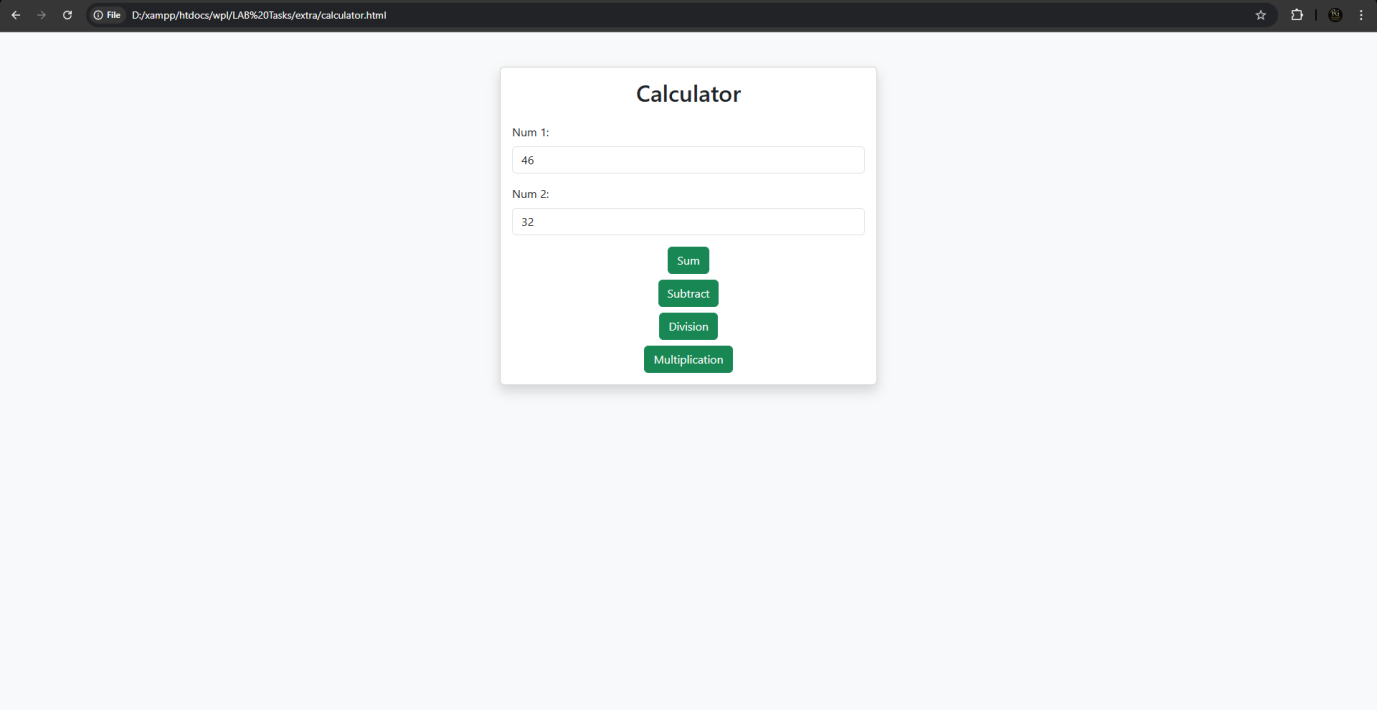 File D:/xampp/htdocs/wpl/LAB%20Tasks/extra/calculator.html
Calculator
Num 1:
46
Num 2:
32
Sum
Subtract
Division
Multiplication